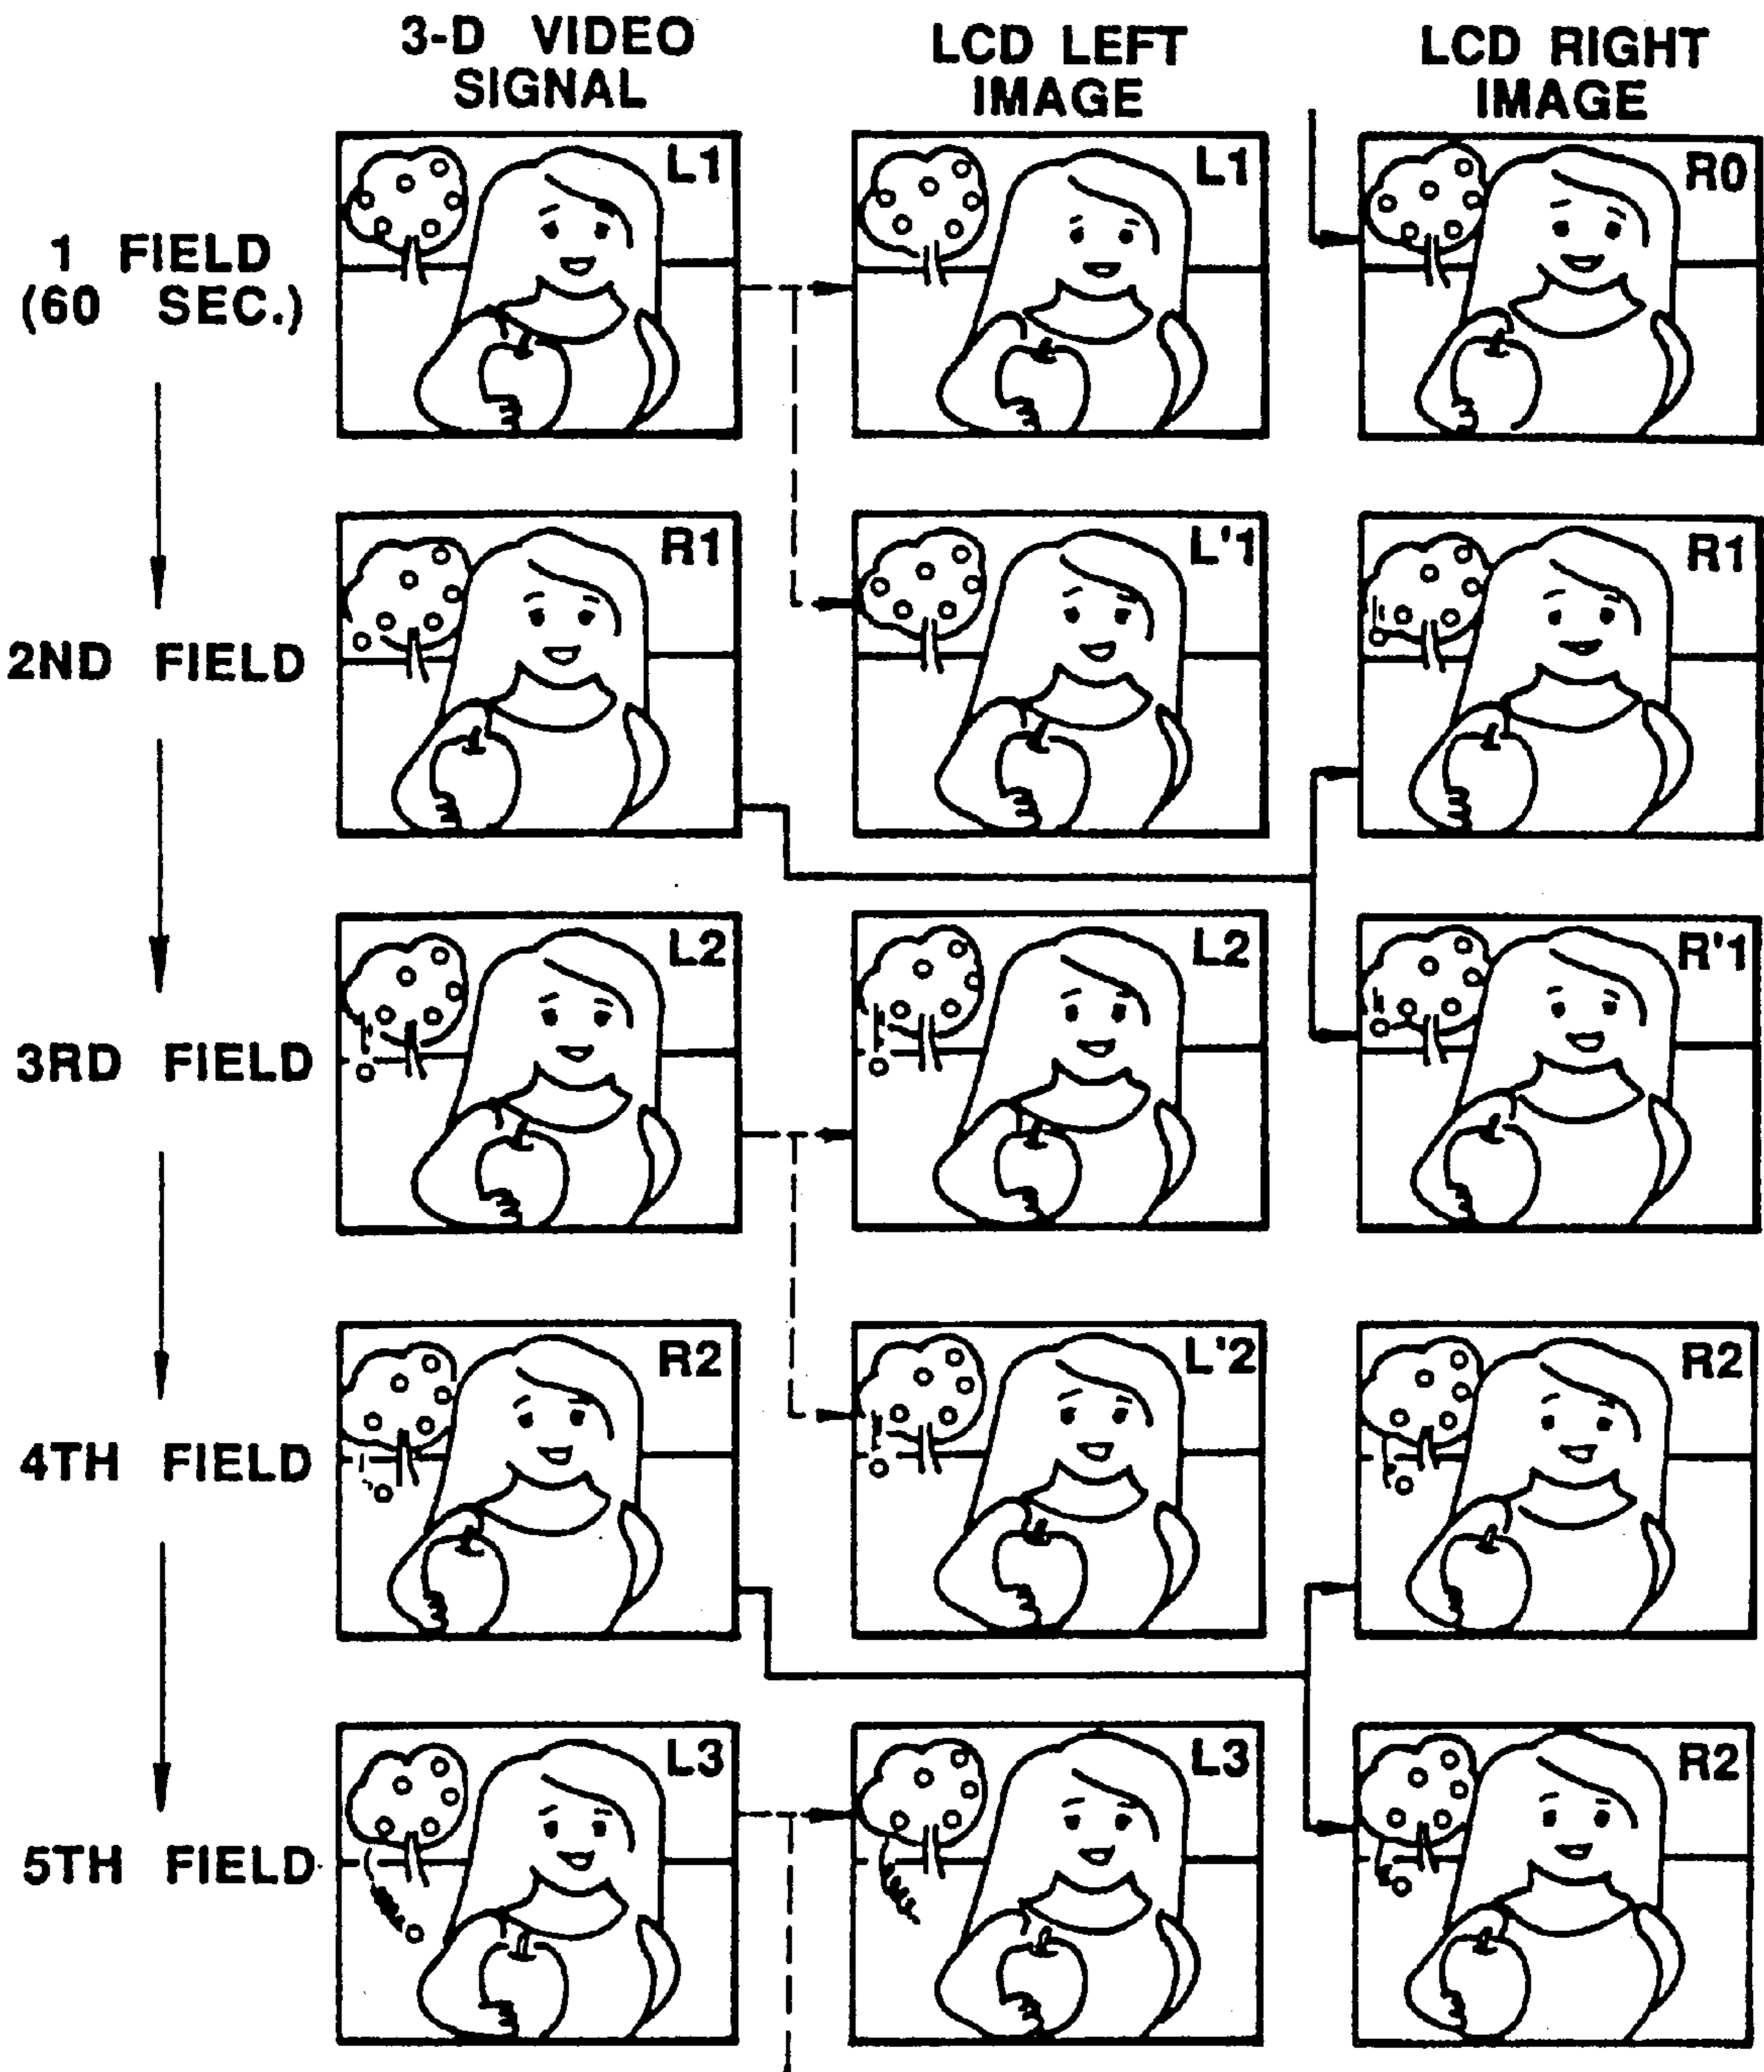 3-D VIDEO SIGNAL
LCD LEFT IMAGE
LCD RIGHT IMAGE
1 FIELD
(60 SEC.)
L1
L1
R0
2ND FIELD
R1
L'1
R1
3RD FIELD
L2
L2
R'1
4TH FIELD
R2
L'2
R2
5TH FIELD
L3
L3
R2